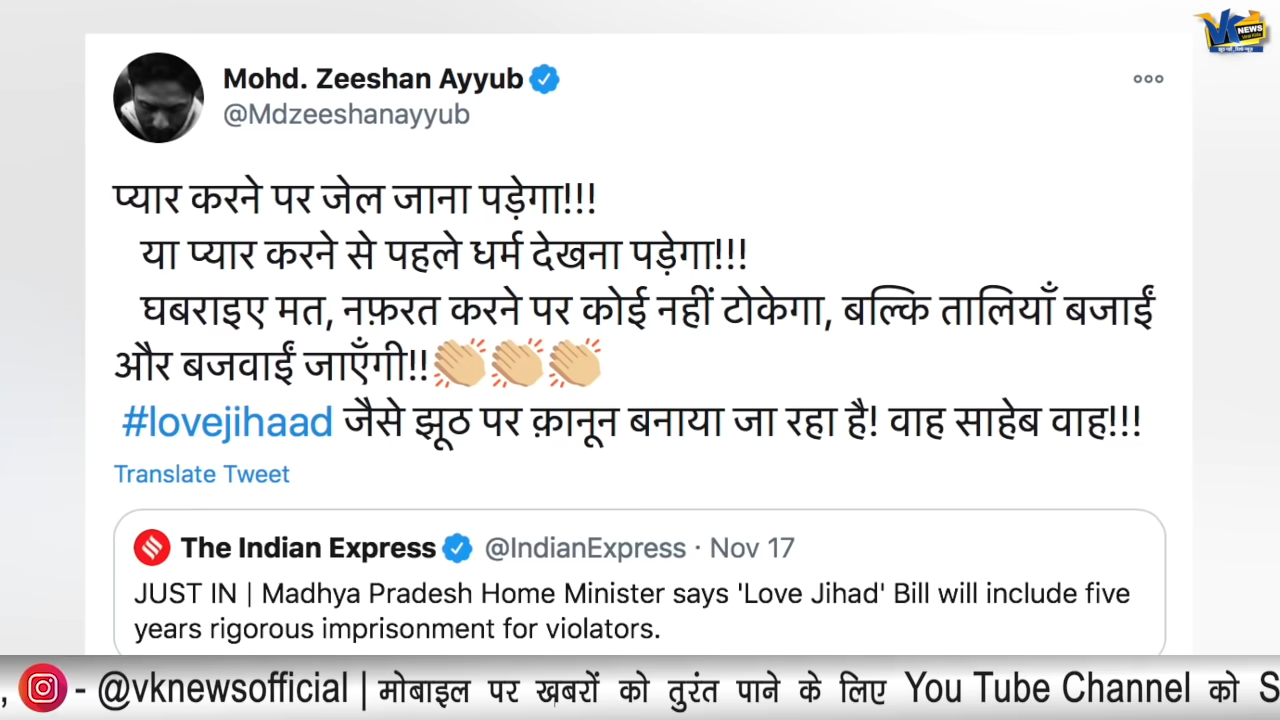 VK NEWS
Mohd. Zeeshan Ayyub
@Mdzeeshanayyub
प्यार करने पर जेल जाना पड़ेगा!!!
या प्यार करने से पहले धर्म देखना पड़ेगा!!!
घबराइए मत, नफ़रत करने पर कोई नहीं टोकेगा, बल्कि तालियाँ बजाईं
और बजवाईं जाएँगी!!👏🏼👏🏼👏🏼
#lovejihaad जैसे झूठ पर क़ानून बनाया जा रहा है! वाह साहेब वाह!!!
Translate Tweet
The Indian Express @IndianExpress · Nov 17
JUST IN | Madhya Pradesh Home Minister says 'Love Jihad' Bill will include five
years rigorous imprisonment for violators.
, - @vknewsofficial | मोबाइल पर ख़बरों को तुरंत पाने के लिए You Tube Channel को S